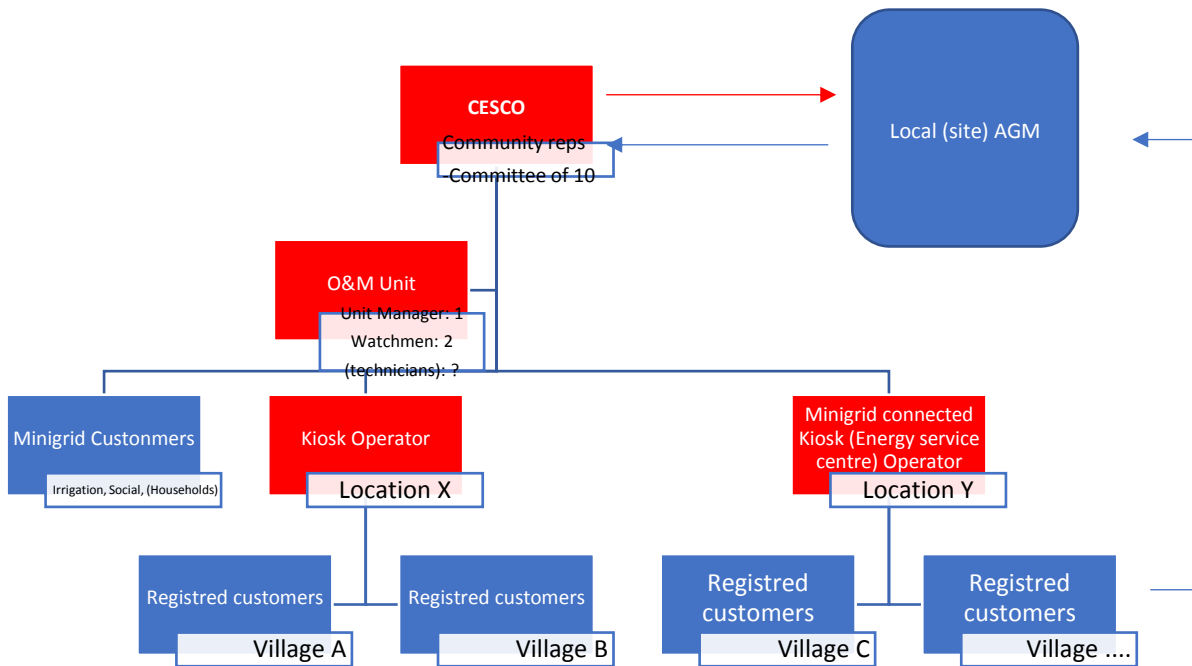 CESCO
Community reps
-Committee of 10
Local (site) AGM
O&M Unit
Unit Manager: 1
Watchmen: 2
(technicians): ?
Minigrid Custonmers
Irrigation, Social, (Households)
Kiosk Operator
Location X
Minigrid connected
Kiosk (Energy service
centre) Operator
Location Y
Registred customers
Village A
Registred customers
Village B
Registred
customers
Village C
Registred
customers
Village ....